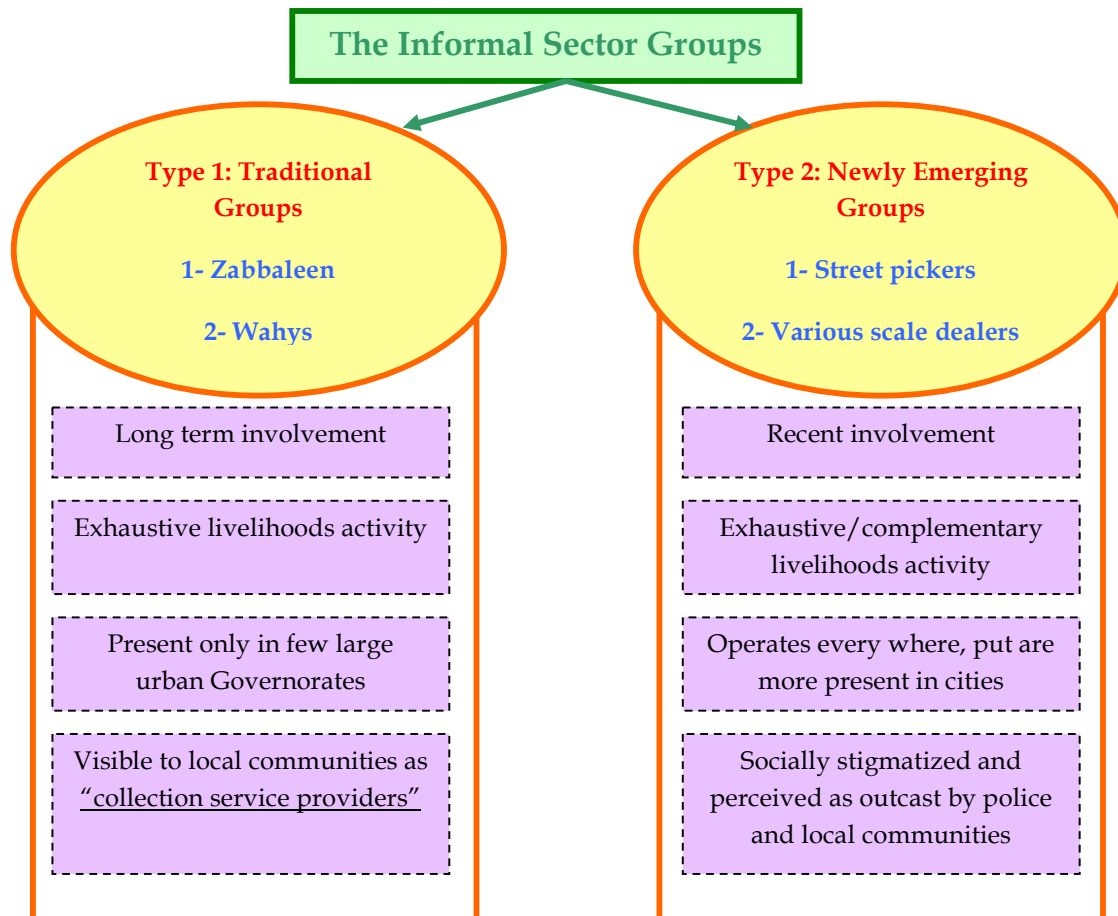 The Informal Sector Groups
Type 1: Traditional
Groups
1- Zabbaleen
2- Wahys
Long term involvement
Exhaustive livelihoods activity
Present only in few large
urban Governorates
Visible to local communities as
“collection service providers”
Type 2: Newly Emerging
Groups
1- Street pickers
2- Various scale dealers
Recent involvement
Exhaustive/complementary
livelihoods activity
Operates every where, put are
more present in cities
Socially stigmatized and
perceived as outcast by police
and local communities